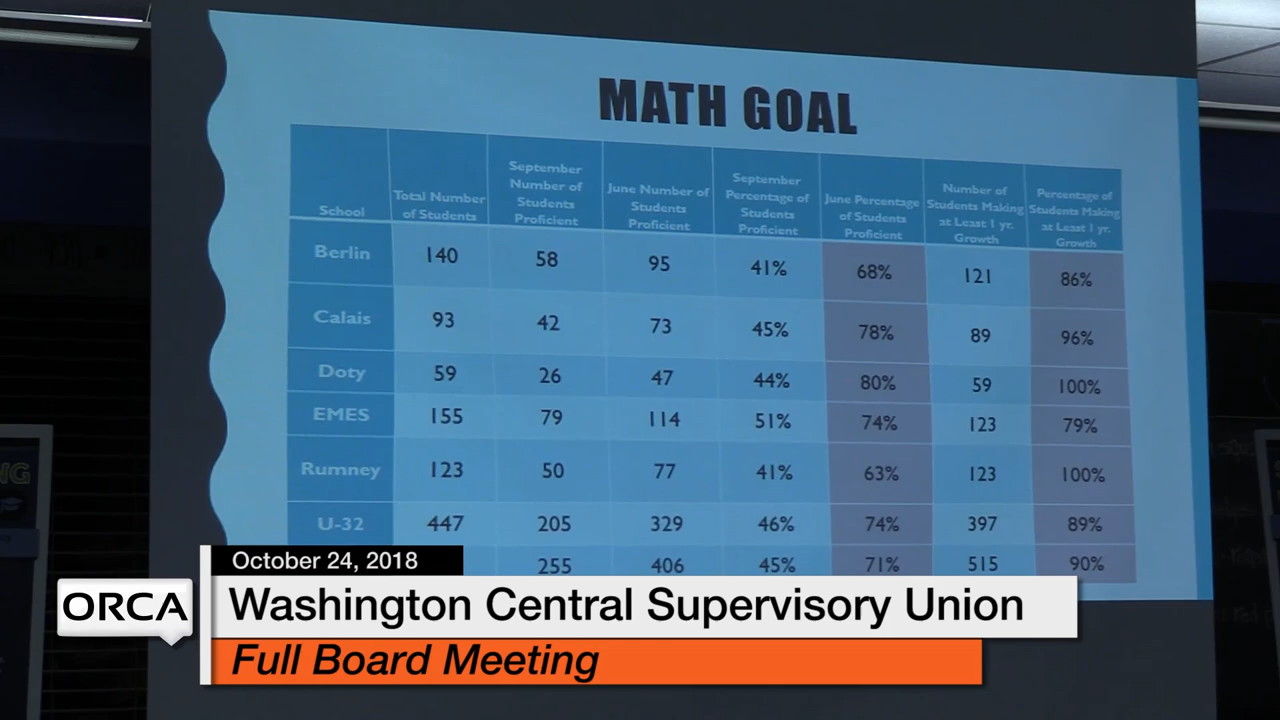 MATH GOAL
School
Total Number
of Students
September
Number of
Students
Proficient
June Number of
Students
Proficient
September
Percentage of
Students
Proficient
June Percentage
of Students
Proficient
Number of
Students Making
at Least 1 yr.
Growth
Percentage of
Students Making
at Least 1 yr.
Growth
Berlin 140 58 95 41% 68% 121 86%
Calais 93 42 73 45% 78% 89 96%
Doty 59 26 47 44% 80% 59 100%
EMES 155 79 114 51% 74% 123 79%
Rumney 123 50 77 41% 63% 123 100%
U-32 447 205 329 46% 74% 397 89%
255 406 45% 71% 515 90%
NG
October 24, 2018
ORCA
Washington Central Supervisory Union
Full Board Meeting